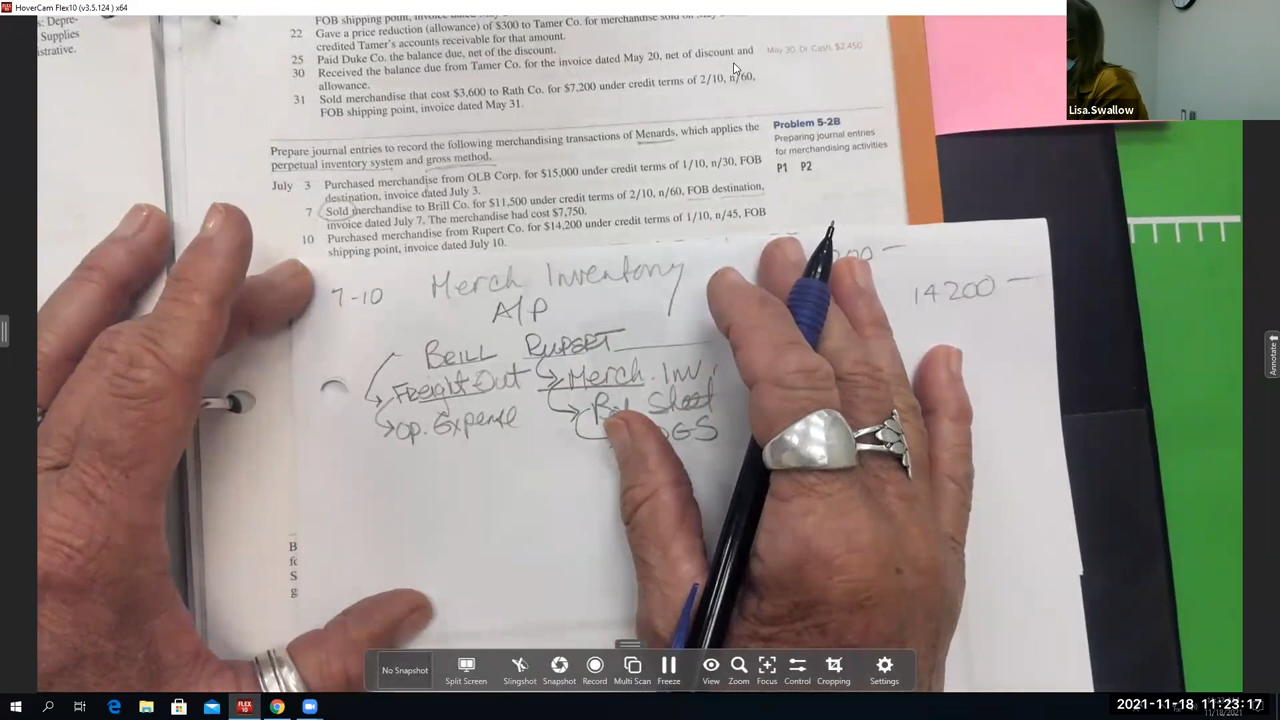 HoverCam Flex10 (v3.5.124 ) x64
s: Depre-
Supplies
istrative.
FOB shipping point, invoice dated
22 Gave a price reduction (allowance) of $300 to Tamer Co. for merchandise sold on
credited Tamer's accounts receivable for that amount.
25 Paid Duke Co. the balance due, net of the discount.
30 Received the balance due from Tamer Co. for the invoice dated May 20, net of discount and
allowance.
May 30, Dr. Cash, $2,450
31 Sold merchandise that cost $3,600 to Rath Co. for $7,200 under credit terms of 2/10, n/60,
FOB shipping point, invoice dated May 31.
Lisa.Swallow
Prepare journal entries to record the following merchandising transactions of Menards, which applies the
perpetual inventory system and gross method.
Problem 5-2B
Preparing journal entries
for merchandising activities
P1 P2
July 3 Purchased merchandise from OLB Corp. for $15,000 under credit terms of 1/10, n/30, FOB
destination, invoice dated July 3.
7 Sold merchandise to Brill Co. for $11,500 under credit terms of 2/10, n/60, FOB destination,
invoice dated July 7. The merchandise had cost $7,750.
10 Purchased merchandise from Rupert Co. for $14,200 under credit terms of 1/10, n/45, FOB
shipping point, invoice dated July 10.
7-10 Merch Inventory
A/P 14200 —
BRILL RUPERT
Freight Out Merch. Inv.
Op. Expense
B
fo
S
g
Annotate
No Snapshot
Split Screen
Slingshot
Snapshot
Record
Multi Scan
Freeze
View
Zoom
Focus
Control
Cropping
Settings
2021-11-18 11:23:17